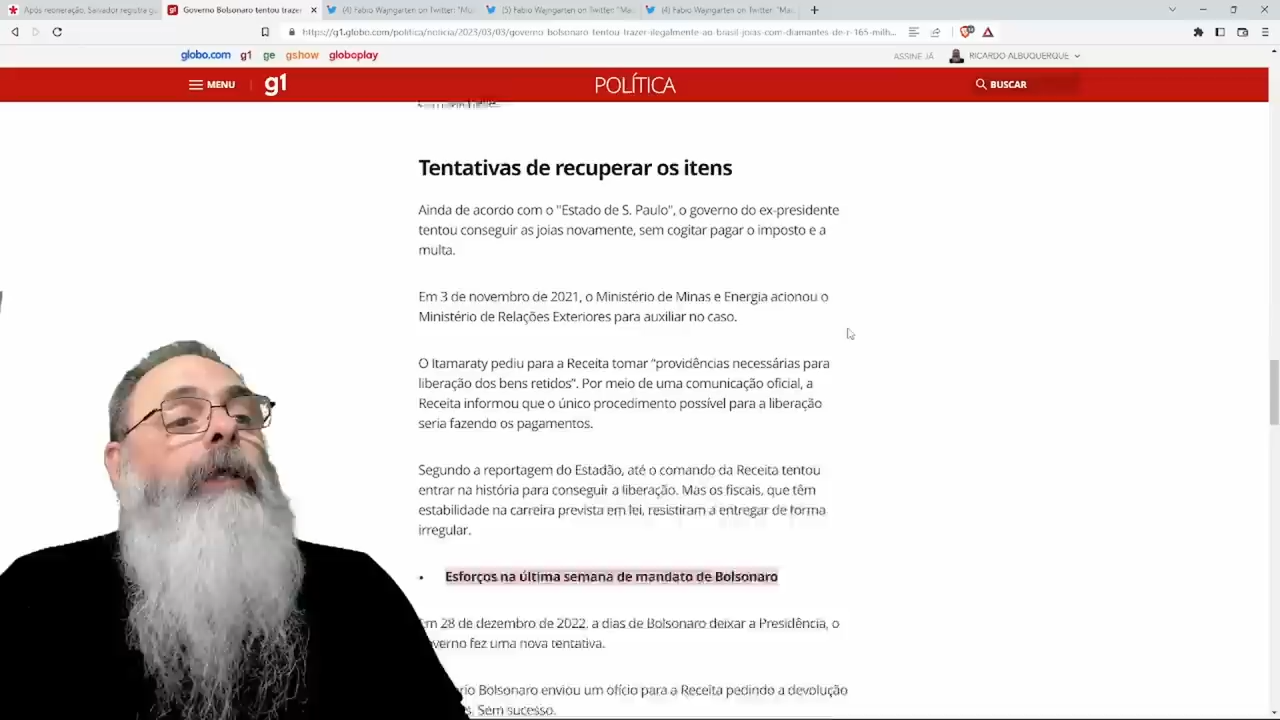 Após reoneração, Salvador registra g
Governo Bolsonaro tentou trazer
(4) Fabio Wajngarten on Twitter: "Mu
(5) Fabio Wajngarten on Twitter: "Ma
(4) Fabio Wajngarten on Twitter: "Ma
https://g1.globo.com/politica/noticia/2023/03/03/governo-bolsonaro-tentou-trazer-ilegalmente-ao-brasil-joias-com-diamantes-de-r-165-milh...
globo.com g1 ge gshow globoplay
ASSINE JÁ
RICARDO ALBUQUERQUE
MENU
g1
POLÍTICA
BUSCAR
Tentativas de recuperar os itens
Ainda de acordo com o "Estado de S. Paulo", o governo do ex-presidente
tentou conseguir as joias novamente, sem cogitar pagar o imposto e a
multa.
Em 3 de novembro de 2021, o Ministério de Minas e Energia acionou o
Ministério de Relações Exteriores para auxiliar no caso.
O Itamaraty pediu para a Receita tomar “providências necessárias para
liberação dos bens retidos”. Por meio de uma comunicação oficial, a
Receita informou que o único procedimento possível para a liberação
seria fazendo os pagamentos.
Segundo a reportagem do Estadão, até o comando da Receita tentou
entrar na história para conseguir a liberação. Mas os fiscais, que têm
estabilidade na carreira prevista em lei, resistiram a entregar de forma
irregular.
• Esforços na última semana de mandato de Bolsonaro
Em 28 de dezembro de 2022, a dias de Bolsonaro deixar a Presidência, o
verno fez uma nova tentativa.
rio Bolsonaro enviou um ofício para a Receita pedindo a devolução
s. Sem sucesso.